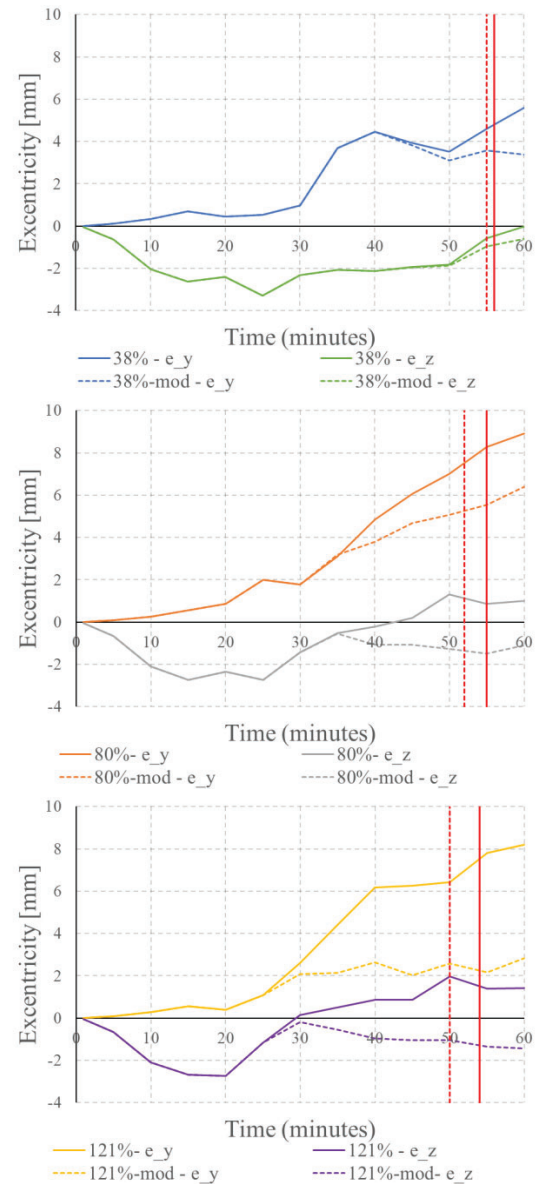 10
8
6
4
2
0
-2
-4
0 10 20 30 40 50 60
Excentricity [mm]
Time (minutes)
38% - e_y 38% - e_z
38%-mod - e_y 38%-mod - e_z
10
8
6
4
2
0
-2
-4
0 10 20 30 40 50 60
Excentricity [mm]
Time (minutes)
80%- e_y 80% - e_z
80%-mod - e_y 80%-mod - e_z
10
8
6
4
2
0
-2
-4
0 10 20 30 40 50 60
Excentricity [mm]
Time (minutes)
121%- e_y 121% - e_z
121%-mod - e_y 121%-mod- e_z